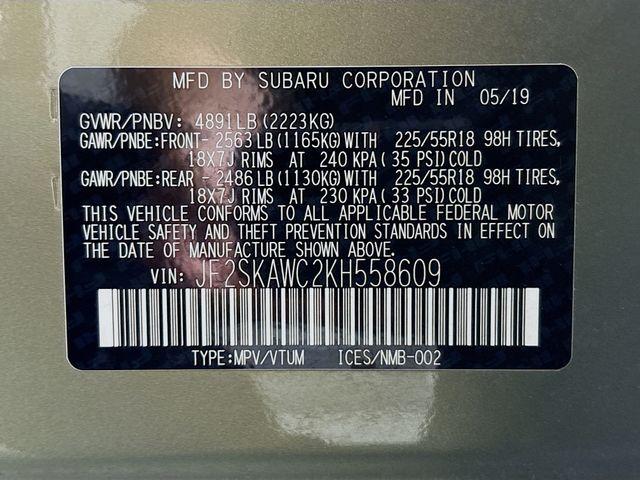 MFD BY SUBARU CORPORATION
MFD IN 05/19
GVWR/PNBV: 4891LB(2223KG)
GAWR/PNBE:FRONT- 2563LB(1165KG)WITH 225/55R18 98H TIRES,
18X7J RIMS AT 240 KPA(35 PSI)COLD
GAWR/PNBE:REAR - 2486LB(1130KG)WITH 225/55R18 98H TIRES,
18X7J RIMS AT 230 KPA(33 PSI)COLD
THIS VEHICLE CONFORMS TO ALL APPLICABLE FEDERAL MOTOR
VEHICLE SAFETY AND THEFT PREVENTION STANDARDS IN EFFECT ON
THE DATE OF MANUFACTURE SHOWN ABOVE.
VIN: JF2SKAWC2KH558609
TYPE:MPV/VTUM ICES/NMB-002